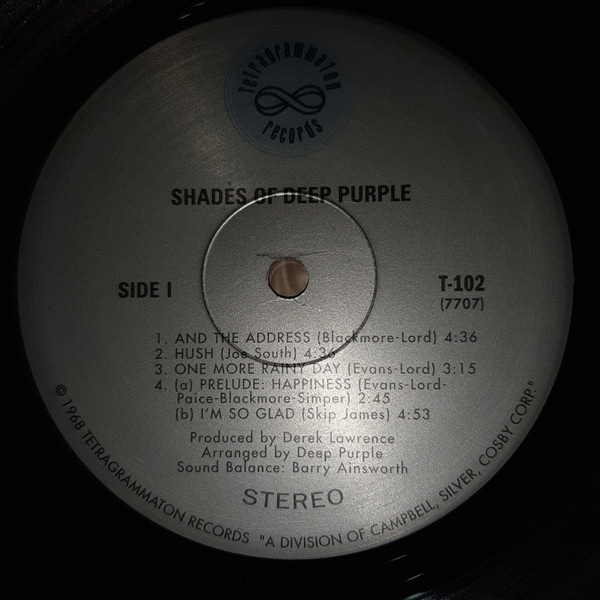 tetragrammaton
records
SHADES OF DEEP PURPLE
SIDE I
T-102
(7707)
1. AND THE ADDRESS (Blackmore-Lord) 4:36
2. HUSH (Joe South) 4:36
3. ONE MORE RAINY DAY (Evans-Lord) 3:15
4. (a) PRELUDE: HAPPINESS (Evans-Lord-
Paice-Blackmore-Simper) 2:45
(b) I'M SO GLAD (Skip James) 4:53
Produced by Derek Lawrence
Arranged by Deep Purple
Sound Balance: Barry Ainsworth
STEREO
© 1968 TETRAGRAMMATON RECORDS "A DIVISION OF CAMPBELL, SILVER, COSBY CORP."